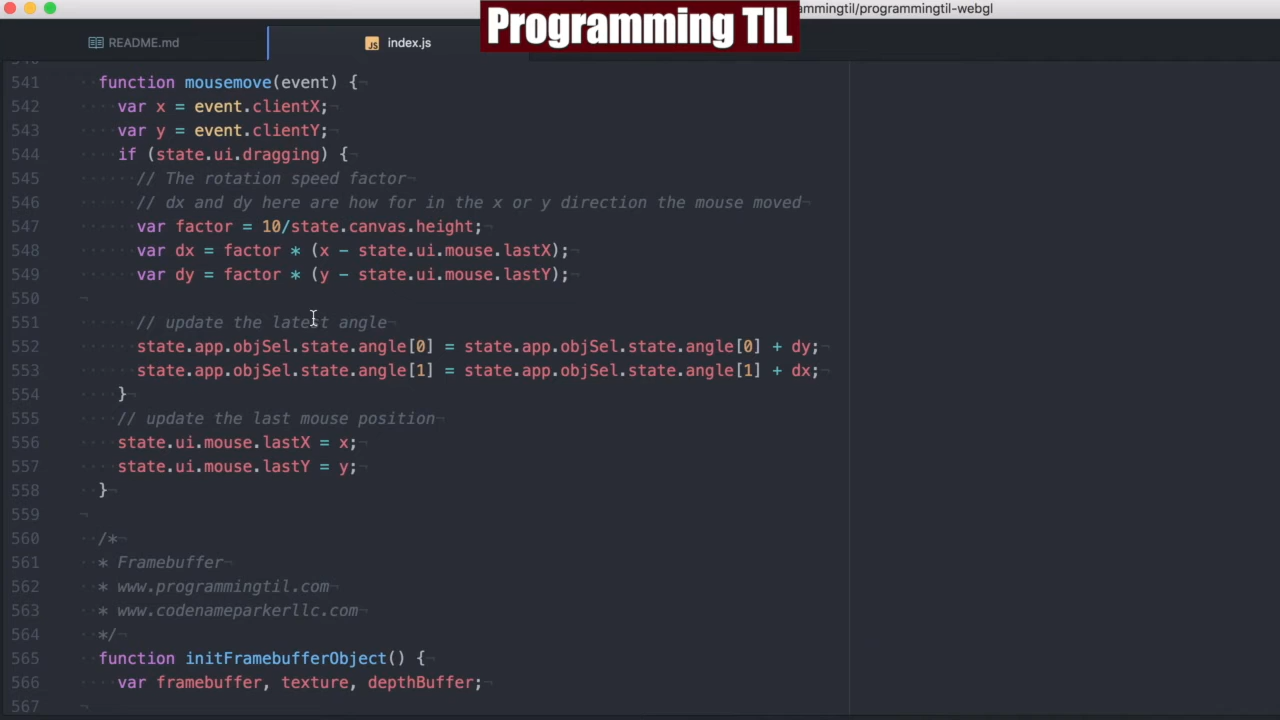 Programming TIL
mmingtil/programmingtil-webgl
README.md
JS index.js
541 function mousemove(event) {
542 var x = event.clientX;
543 var y = event.clientY;
544 if (state.ui.dragging) {
545 // The rotation speed factor
546 // dx and dy here are how for in the x or y direction the mouse moved
547 var factor = 10/state.canvas.height;
548 var dx = factor * (x - state.ui.mouse.lastX);
549 var dy = factor * (y - state.ui.mouse.lastY);
550
551 // update the latest angle
552 state.app.objSel.state.angle[0] = state.app.objSel.state.angle[0] + dy;
553 state.app.objSel.state.angle[1] = state.app.objSel.state.angle[1] + dx;
554 }
555 // update the last mouse position
556 state.ui.mouse.lastX = x;
557 state.ui.mouse.lastY = y;
558 }
559
560 /*
561 * Framebuffer
562 * www.programmingtil.com
563 * www.codenameparkerllc.com
564 */
565 function initFramebufferObject() {
566 var framebuffer, texture, depthBuffer;
567